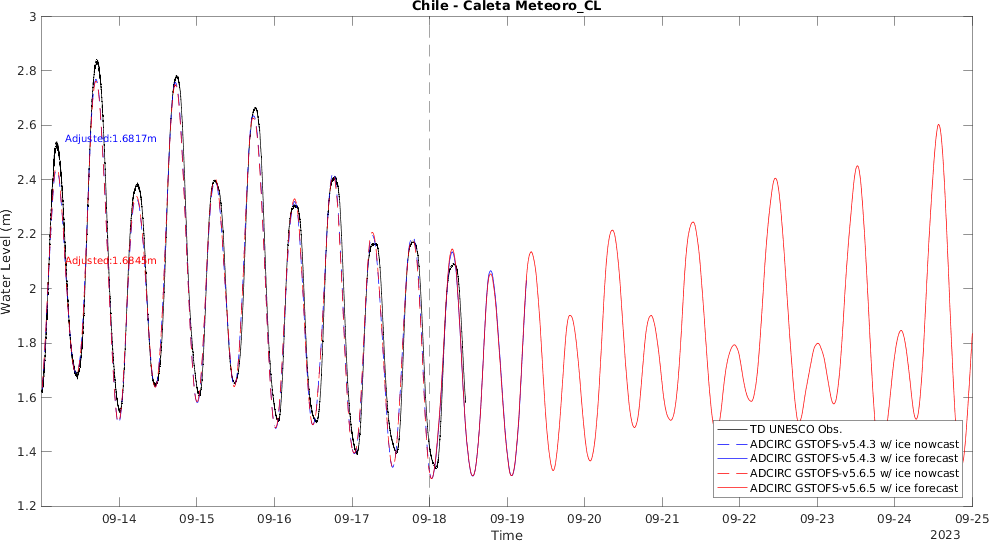 Chile - Caleta Meteoro_CL
3
2.8
2.6
2.4
2.2
2
1.8
1.6
1.4
1.2
Water Level (m)
Adjusted:1.6817m
Adjusted:1.6845m
TD UNESCO Obs.
ADCIRC GSTOFS-v5.4.3 w/ ice nowcast
ADCIRC GSTOFS-v5.4.3 w/ ice forecast
ADCIRC GSTOFS-v5.6.5 w/ ice nowcast
ADCIRC GSTOFS-v5.6.5 w/ ice forecast
09-14 09-15 09-16 09-17 09-18 09-19 09-20 09-21 09-22 09-23 09-24 09-25
Time
2023